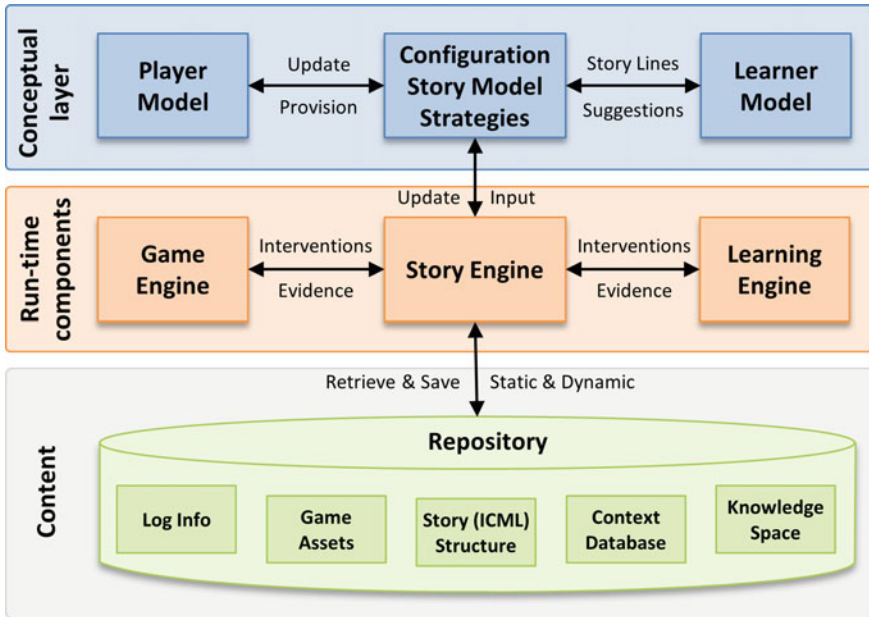 Conceptual
layer
Player
Model
Update
Provision
Configuration
Story Model
Strategies
Story Lines
Suggestions
Learner
Model
Update
Input
Run-time
components
Game
Engine
Interventions
Evidence
Story Engine
Interventions
Evidence
Learning
Engine
Retrieve & Save
Static & Dynamic
Content
Repository
Log Info
Game
Assets
Story (ICML)
Structure
Context
Database
Knowledge
Space